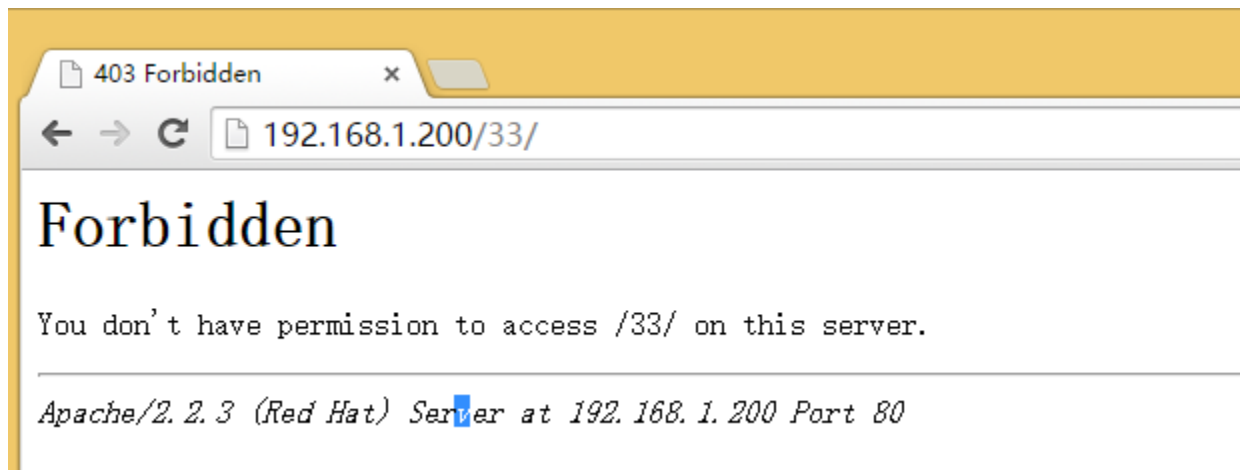 403 Forbidden
192.168.1.200/33/
Forbidden
You don't have permission to access /33/ on this server.
Apache/2.2.3 (Red Hat) Server at 192.168.1.200 Port 80